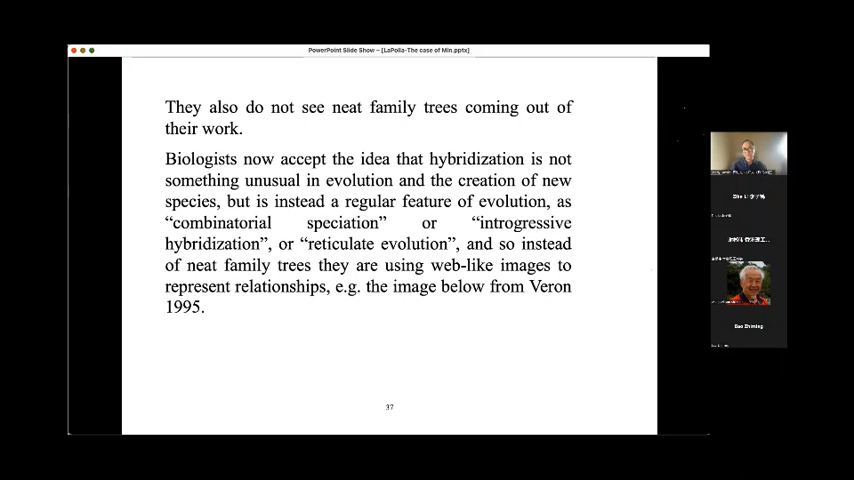 PowerPoint Slide Show – [LaPolla-The case of Min.pptx]
They also do not see neat family trees coming out of
their work.
Biologists now accept the idea that hybridization is not
something unusual in evolution and the creation of new
species, but is instead a regular feature of evolution, as
“combinatorial speciation” or “introgressive
hybridization”, or “reticulate evolution”, and so instead
of neat family trees they are using web-like images to
represent relationships, e.g. the image below from Veron
1995.
37
Bao Zhiming